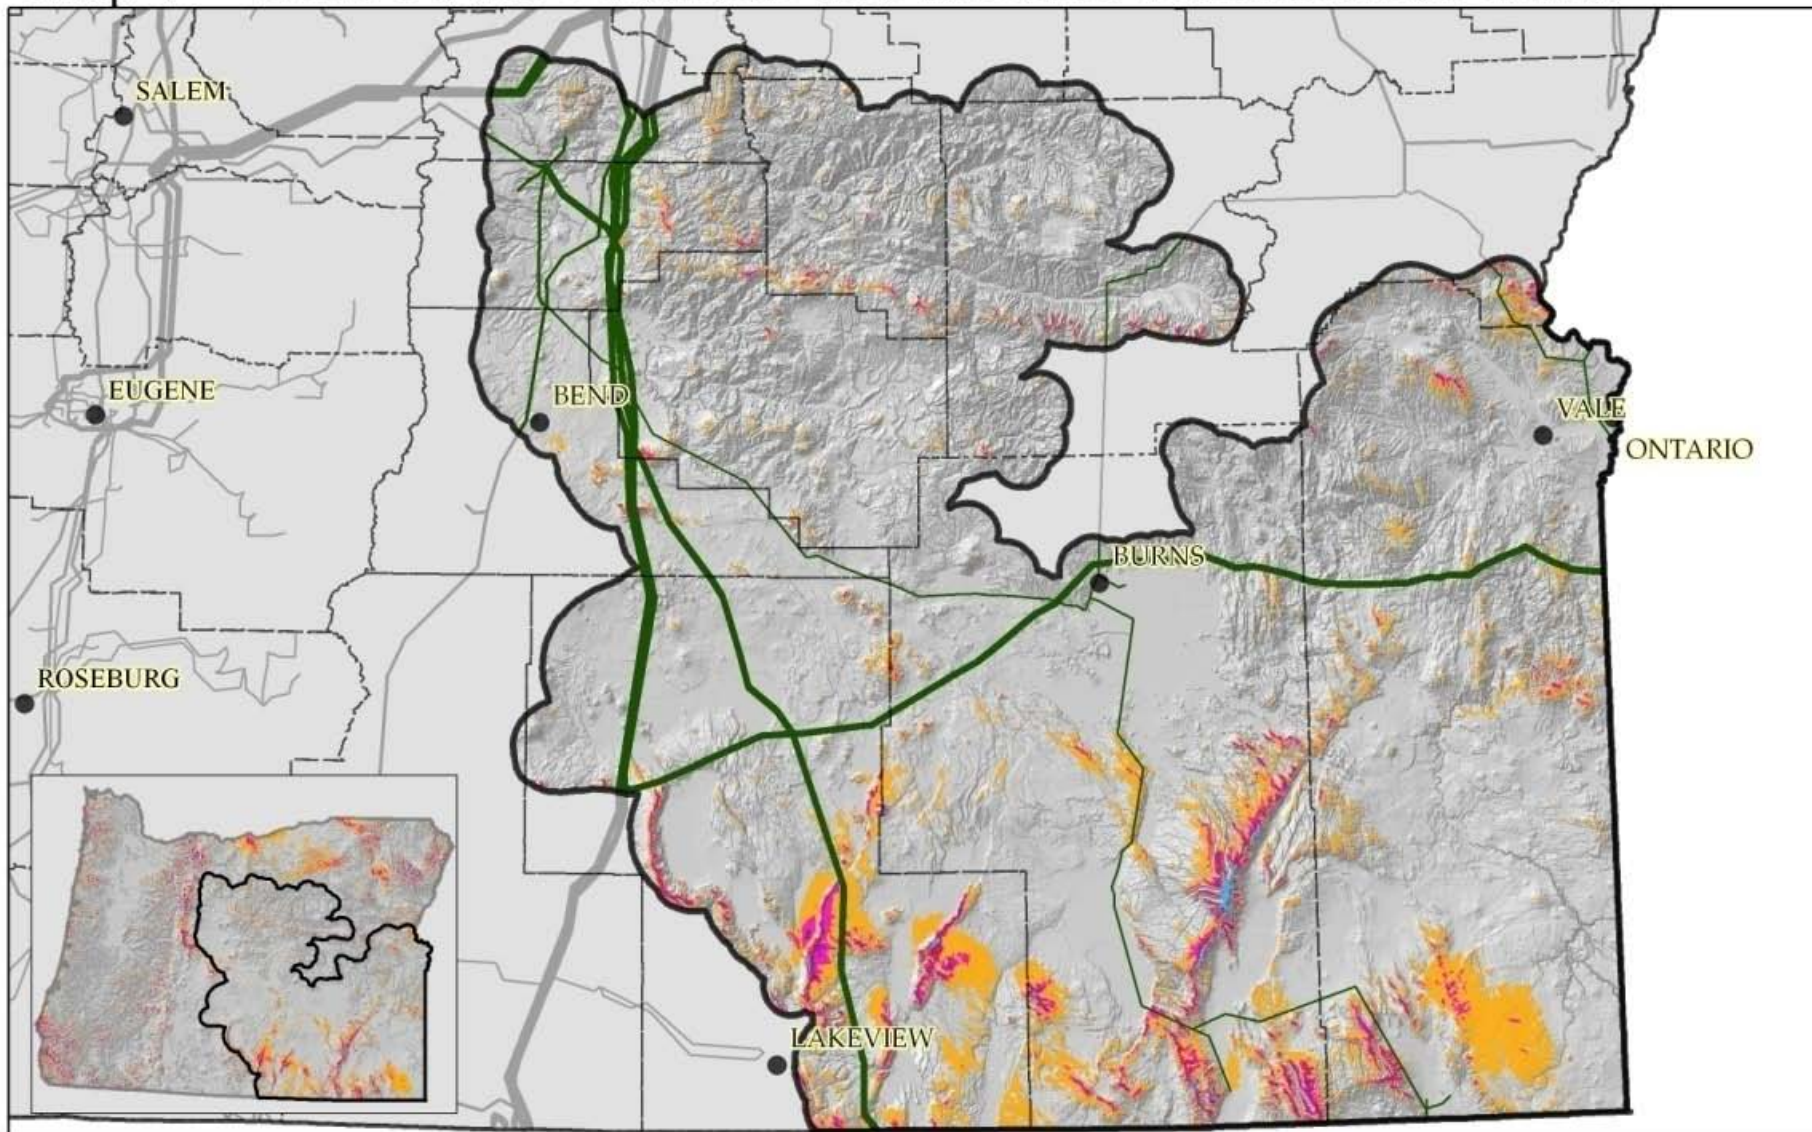 SALEM
EUGENE
BEND
VALE
ONTARIO
BURNS
ROSEBURG
LAKEVIEW